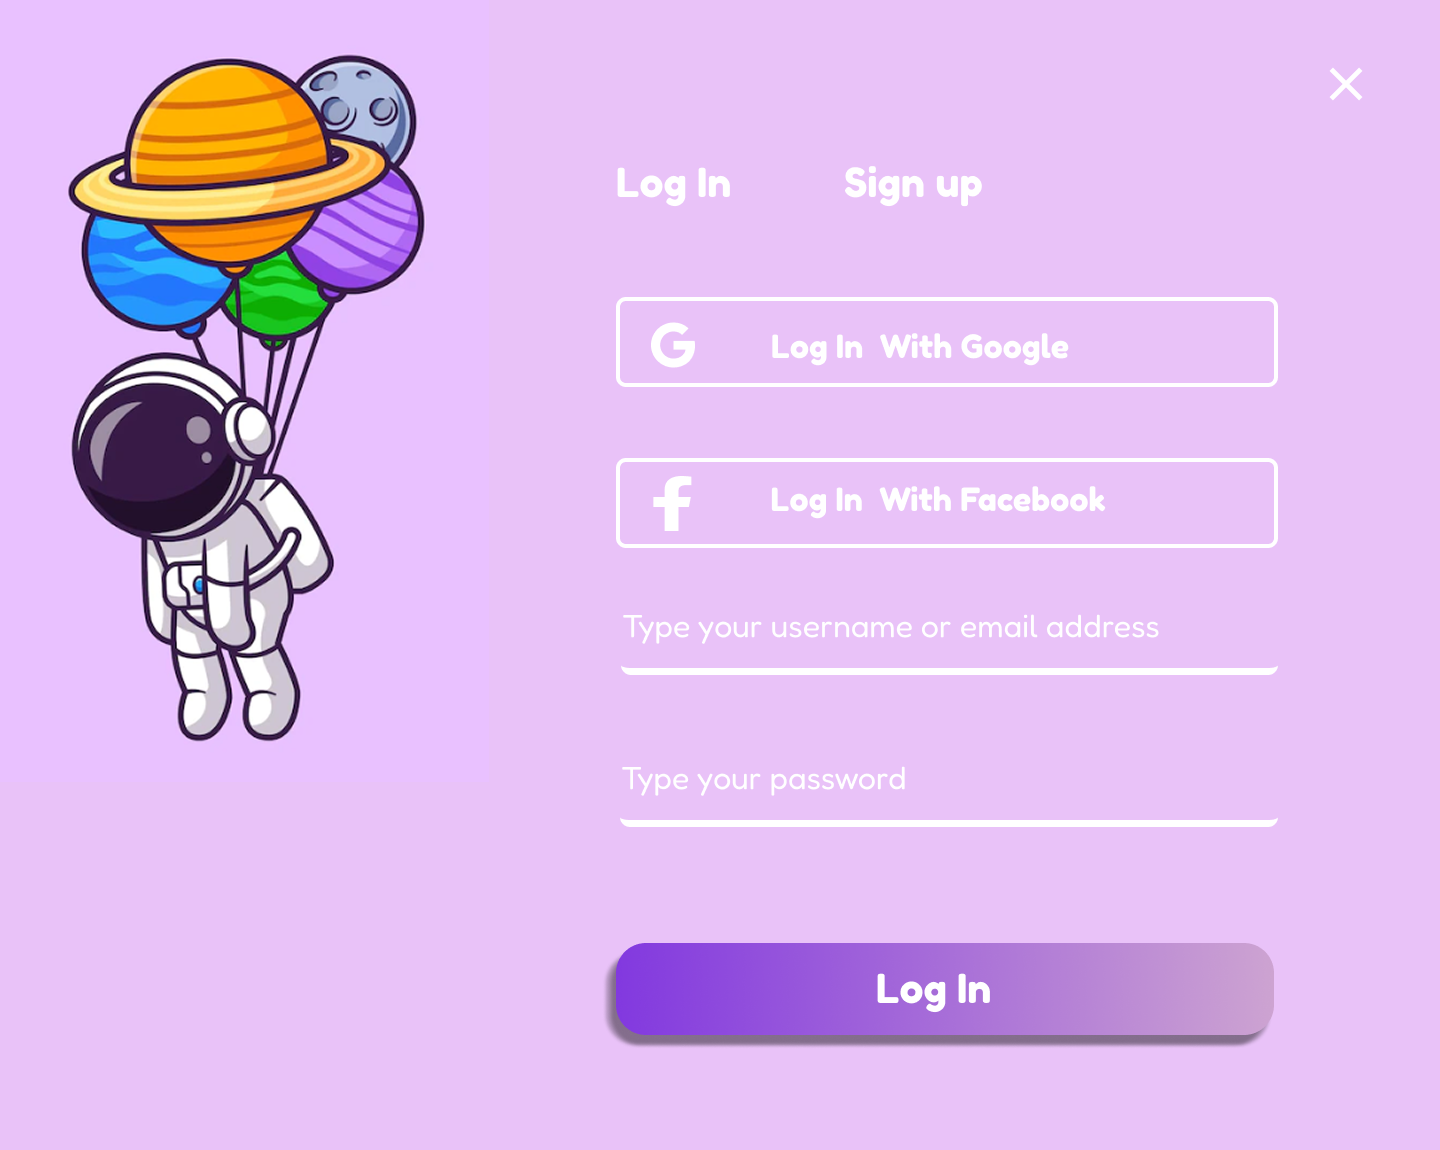 Log In Sign up
Log In With Google
Log In With Facebook
Type your username or email address
Type your password
Log In